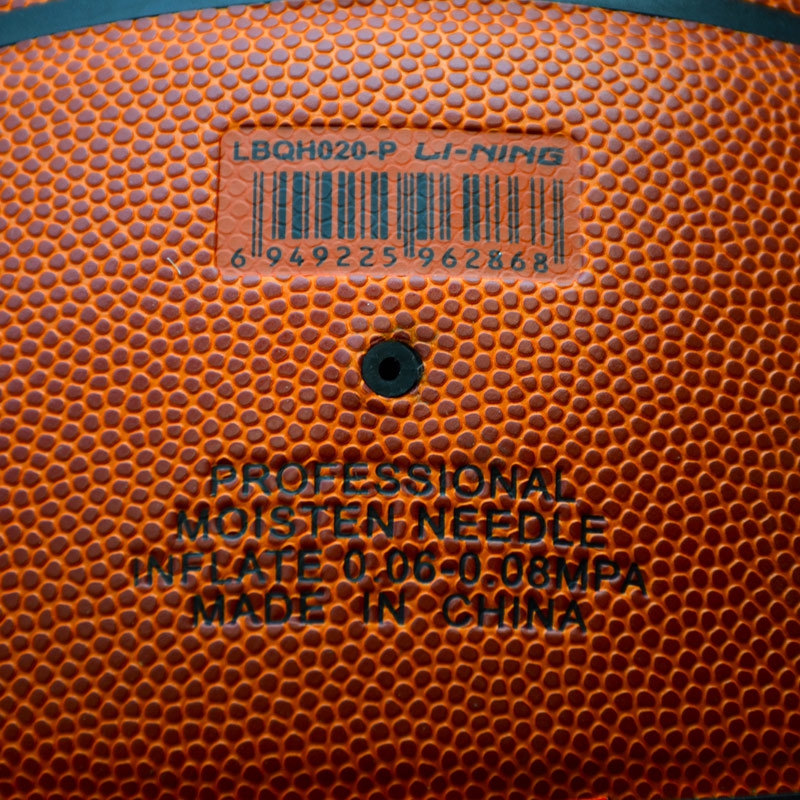 LBQH020-P LI-NING
6 949225 962868
PROFESSIONAL
MOISTEN NEEDLE
INFLATE 0.06-0.08MPA
MADE IN CHINA